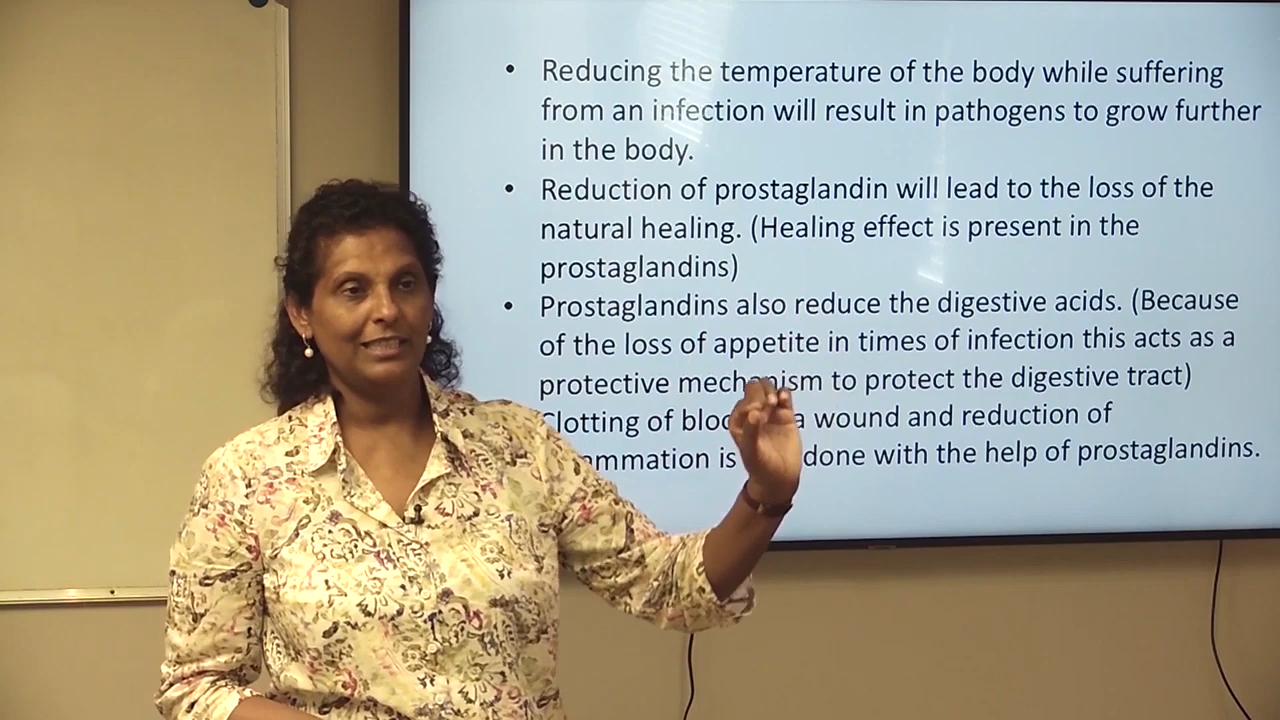 • Reducing the temperature of the body while suffering
from an infection will result in pathogens to grow further
in the body.
• Reduction of prostaglandin will lead to the loss of the
natural healing. (Healing effect is present in the
prostaglandins)
• Prostaglandins also reduce the digestive acids. (Because
of the loss of appetite in times of infection this acts as a
protective mechanism to protect the digestive tract)
Clotting of a wound and reduction of
is done with the help of prostaglandins.